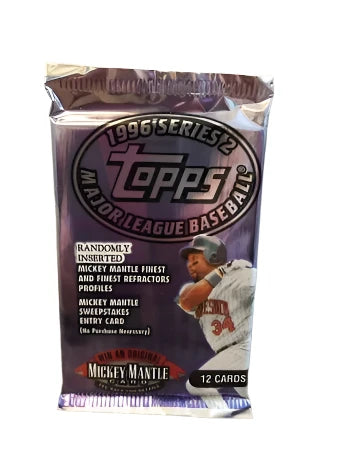 1996 SERIES 2
TOPPS
MAJOR LEAGUE BASEBALL®
RANDOMLY
INSERTED
MICKEY MANTLE FINEST
AND FINEST REFRACTORS
PROFILES
MICKEY MANTLE
SWEEPSTAKES
ENTRY CARD
(No Purchase Necessary)
WIN AN ORIGINAL
MICKEY MANTLE
CARD
34
12 CARDS